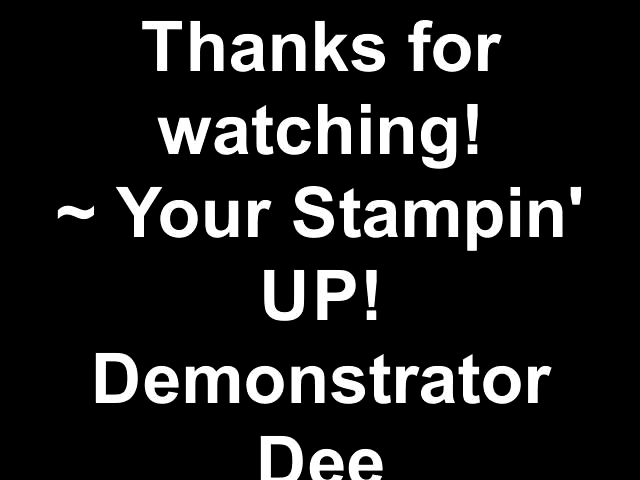 Thanks for
watching!
~ Your Stampin'
UP!
Demonstrator
Dee